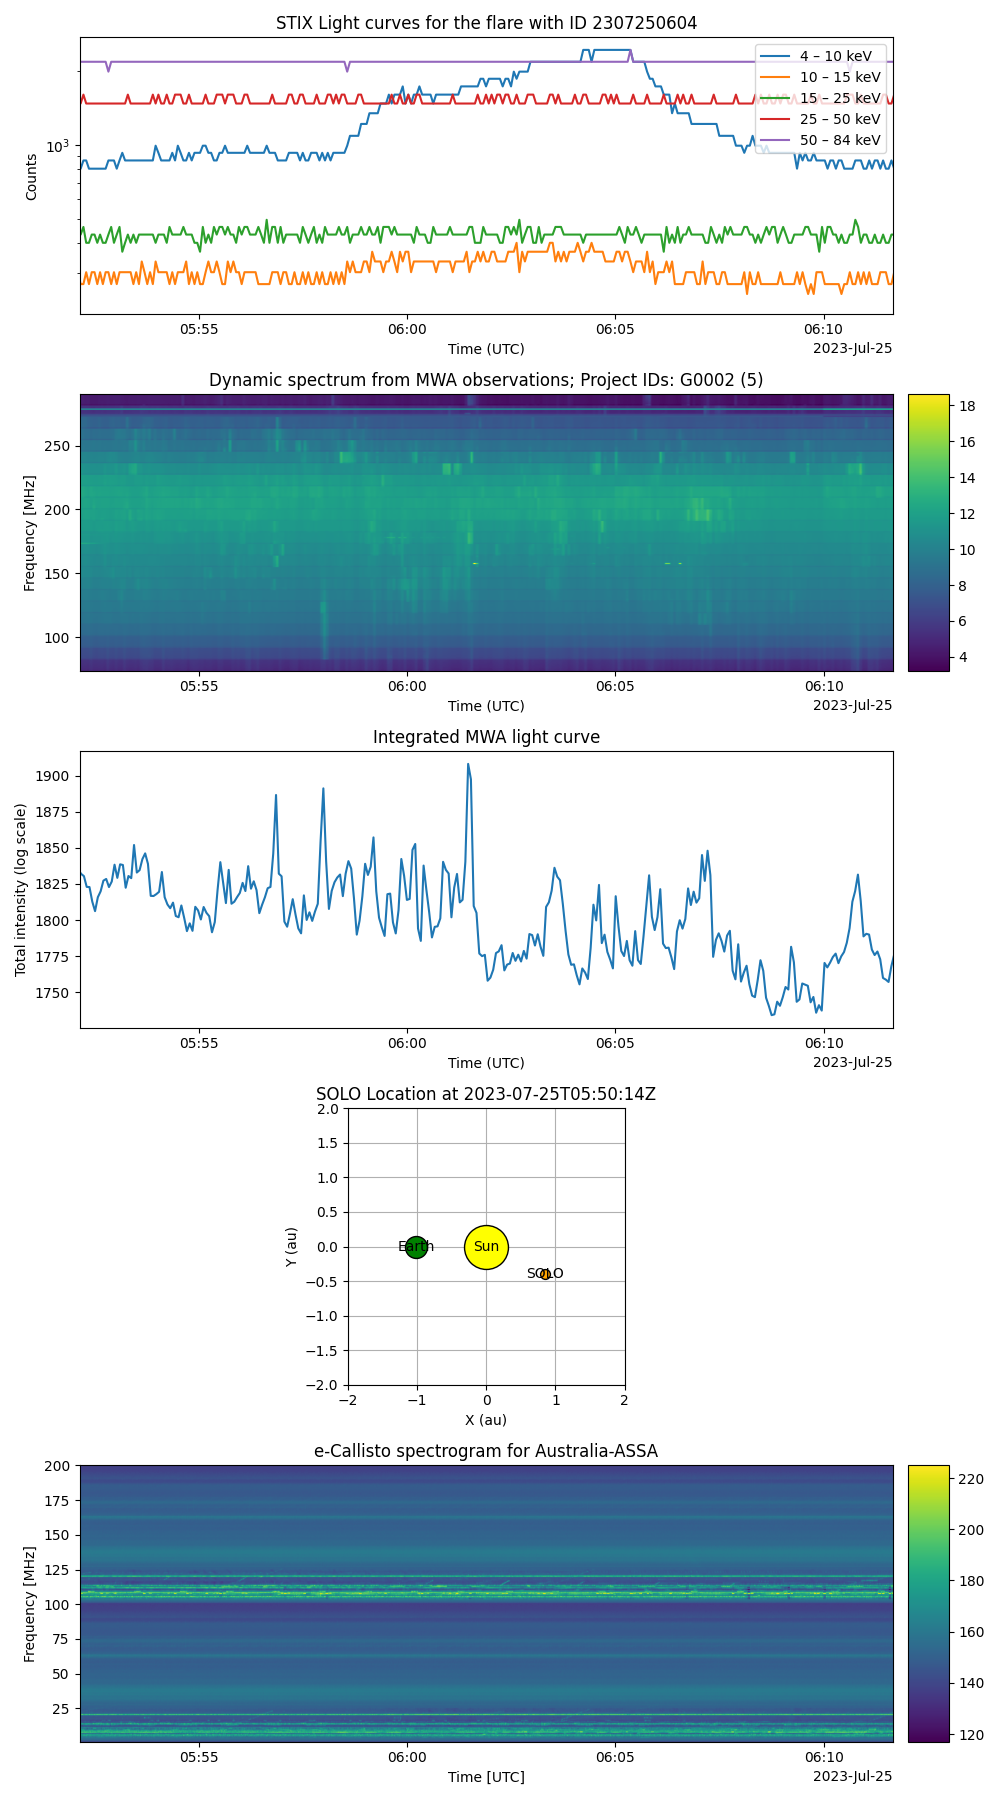 STIX Light curves for the flare with ID 2307250604
4 – 10 keV
10 – 15 keV
15 – 25 keV
25 – 50 keV
50 – 84 keV
10³
Counts
05:55 06:00 06:05 06:10
Time (UTC)
2023-Jul-25
Dynamic spectrum from MWA observations; Project IDs: G0002 (5)
250
200
150
100
Frequency [MHz]
18
16
14
12
10
8
6
4
05:55 06:00 06:05 06:10
Time (UTC)
2023-Jul-25
Integrated MWA light curve
1900
1875
1850
1825
1800
1775
1750
Total intensity (log scale)
05:55 06:00 06:05 06:10
Time (UTC)
2023-Jul-25
SOLO Location at 2023-07-25T05:50:14Z
2.0
1.5
1.0
0.5
0.0
−0.5
−1.0
−1.5
−2.0
Y (au)
Earth
Sun
SOLO
−2 −1 0 1 2
X (au)
e-Callisto spectrogram for Australia-ASSA
200
175
150
125
100
75
50
25
Frequency [MHz]
220
200
180
160
140
120
05:55 06:00 06:05 06:10
Time [UTC]
2023-Jul-25